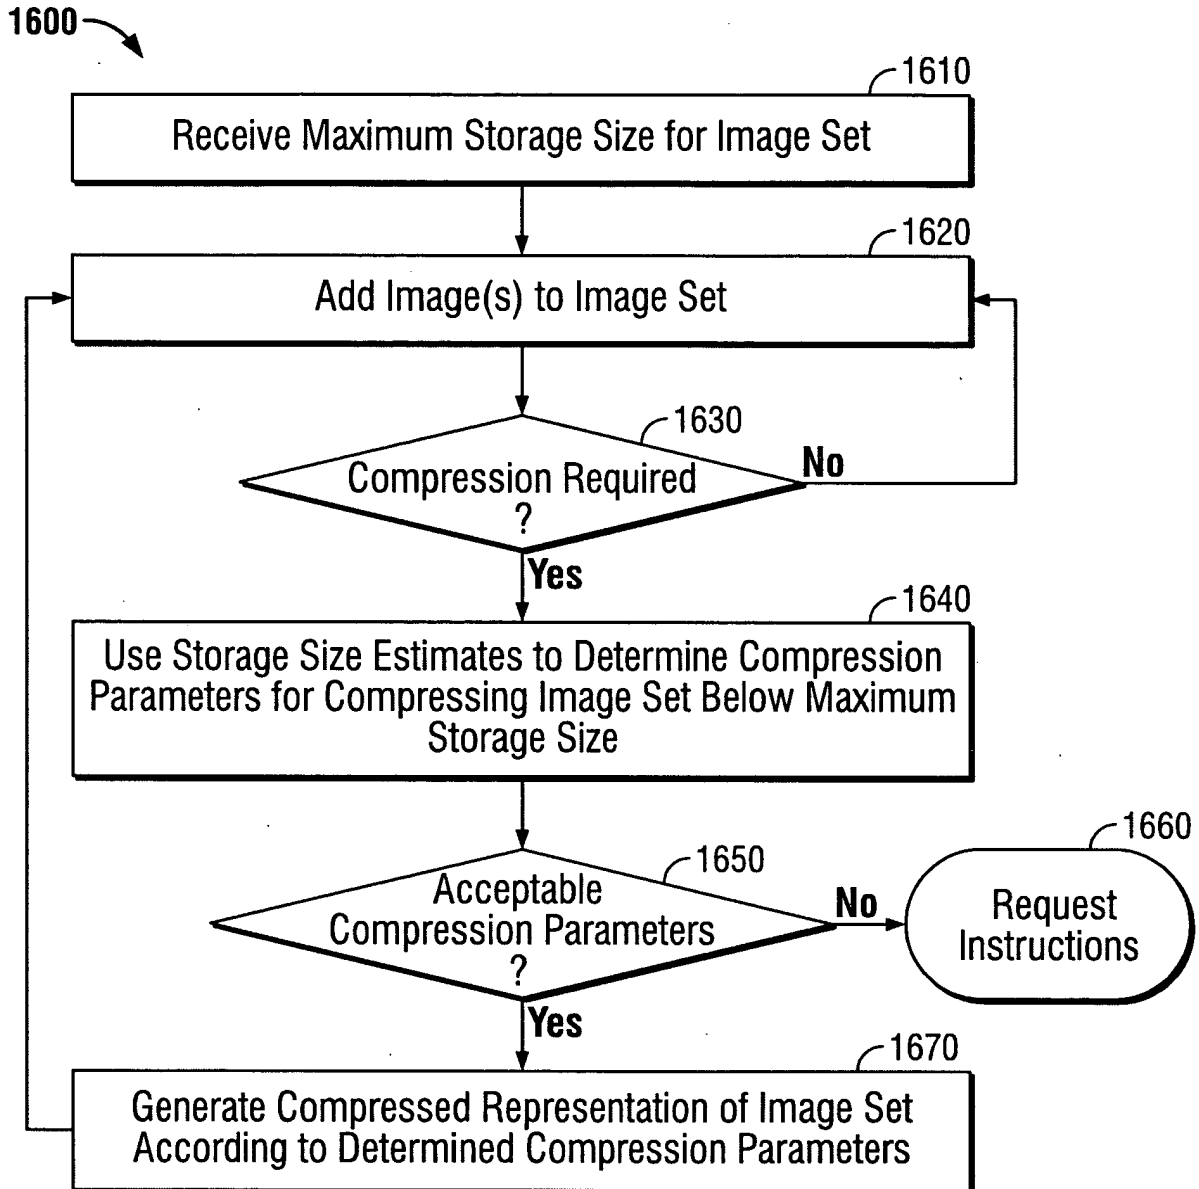 1600
1610
Receive Maximum Storage Size for Image Set
1620
Add Image(s) to Image Set
1630
Compression Required
?
No
Yes
1640
Use Storage Size Estimates to Determine Compression
Parameters for Compressing Image Set Below Maximum
Storage Size
1650
Acceptable
Compression Parameters
?
No
1660
Request
Instructions
Yes
1670
Generate Compressed Representation of Image Set
According to Determined Compression Parameters